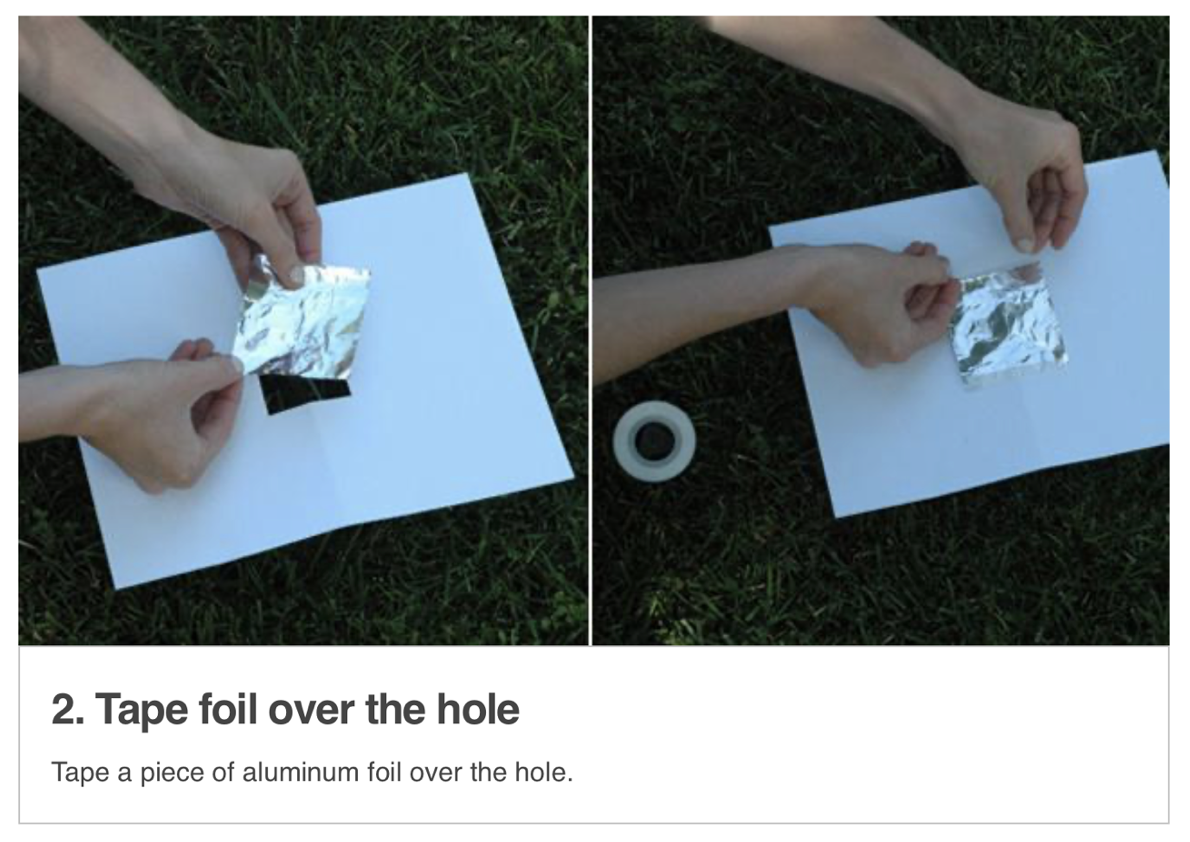 2. Tape foil over the hole
Tape a piece of aluminum foil over the hole.